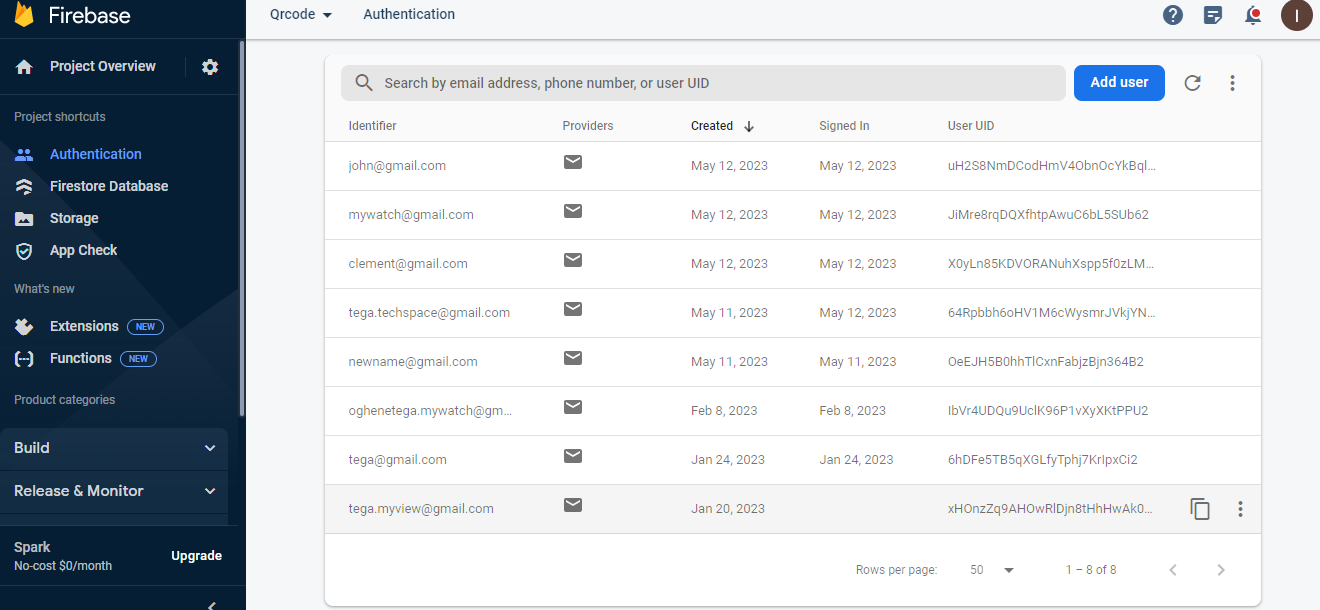 Firebase
Qrcode
Authentication
I
Project Overview
Project shortcuts
Authentication
Firestore Database
Storage
App Check
What's new
Extensions NEW
Functions NEW
Product categories
Build
Release & Monitor
Spark
No-cost $0/month
Upgrade
Search by email address, phone number, or user UID
Add user
Identifier Providers Created Signed In User UID
john@gmail.com May 12, 2023 May 12, 2023 uH2S8NmDCodHmV4ObnOcYkBql...
mywatch@gmail.com May 12, 2023 May 12, 2023 JiMre8rqDQXfhtpAwuC6bL5SUb62
clement@gmail.com May 12, 2023 May 12, 2023 X0yLn85KDVORANuhXspp5f0zLM...
tega.techspace@gmail.com May 11, 2023 May 12, 2023 64Rpbbh6oHV1M6cWysmrJVkjYN...
newname@gmail.com May 11, 2023 May 11, 2023 OeEJH5B0hhTlCxnFabjzBjn364B2
oghenetega.mywatch@gm... Feb 8, 2023 Feb 8, 2023 IbVr4UDQu9UclK96P1vXyXKtPPU2
tega@gmail.com Jan 24, 2023 Jan 24, 2023 6hDFe5TB5qXGLfyTphj7KrIpxCi2
tega.myview@gmail.com Jan 20, 2023 xHOnzZq9AHOwRlDjn8tHhHwAk0...
Rows per page: 50 1 – 8 of 8